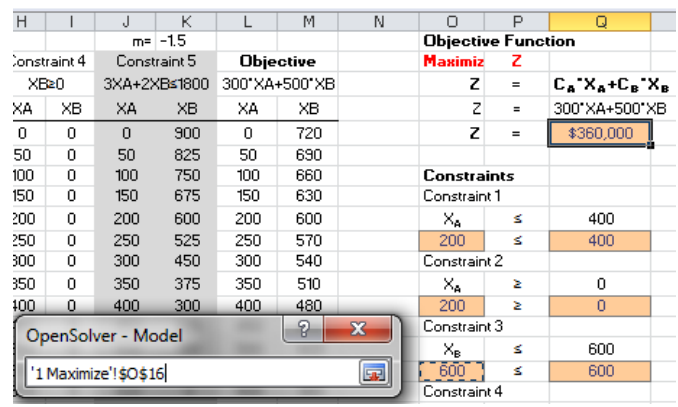 H I J K L M N O P Q
m= -1.5 Objective Function
Constraint 4 Constraint 5 Objective Maximiz Z
XB≥0 3XA+2XB≤1800 300*XA+500*XB Z = CA*XA+CB*XB
XA XB XA XB XA XB Z = 300*XA+500*XB
0 0 0 900 0 720 Z = $360,000
50 0 50 825 50 690
100 0 100 750 100 660 Constraints
150 0 150 675 150 630 Constraint 1
200 0 200 600 200 600 XA ≤ 400
250 0 250 525 250 570 200 ≤ 400
300 0 300 450 300 540 Constraint 2
350 0 350 375 350 510 XA ≥ 0
400 0 400 300 400 480 200 ≥ 0
OpenSolver - Model ? X Constraint 3
XB ≤ 600
'1 Maximize'!$O$16 600 ≤ 600
Constraint 4